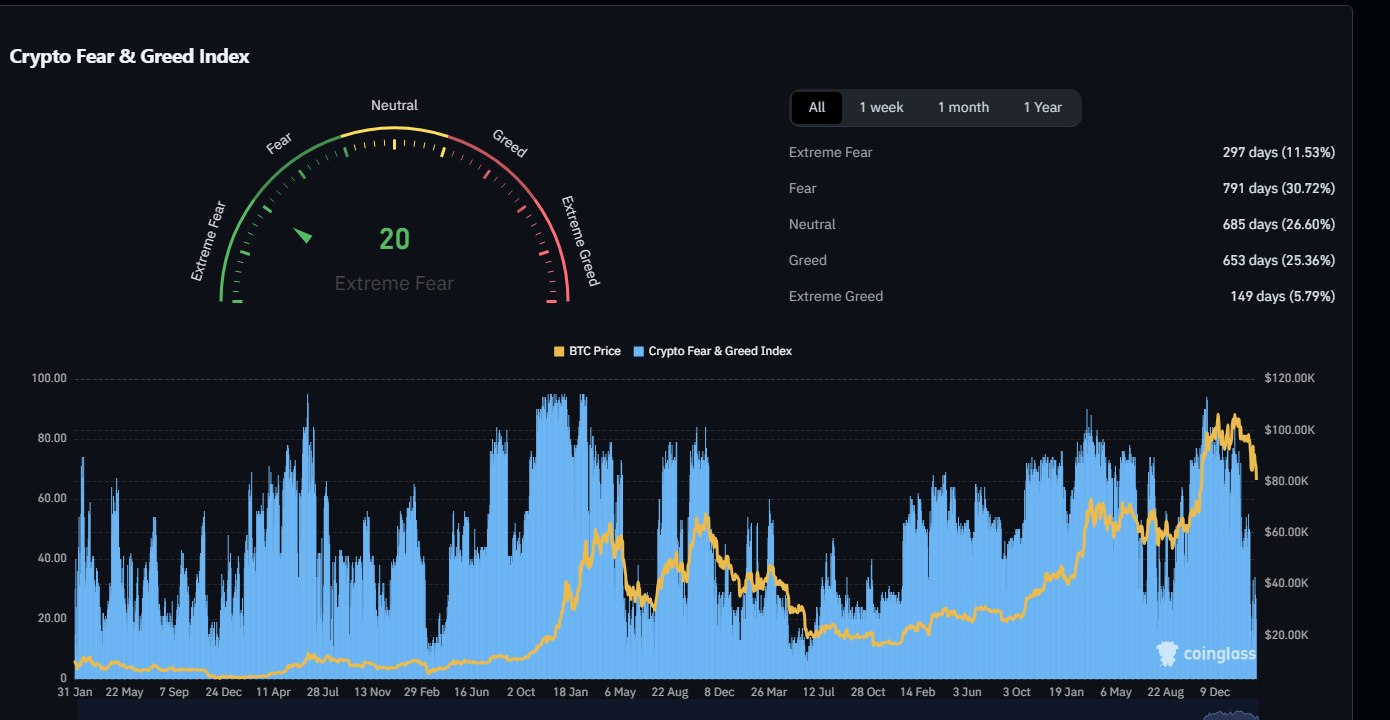 Crypto Fear & Greed Index
Neutral
Fear
Greed
Extreme Fear
Extreme Greed
20
Extreme Fear
All 1 week 1 month 1 Year
Extreme Fear 297 days (11.53%)
Fear 791 days (30.72%)
Neutral 685 days (26.60%)
Greed 653 days (25.36%)
Extreme Greed 149 days (5.79%)
BTC Price Crypto Fear & Greed Index
100.00 $120.00K
80.00 $100.00K
60.00 $80.00K
40.00 $60.00K
20.00 $40.00K
0 $20.00K
coinglass
31 Jan 22 May 7 Sep 24 Dec 11 Apr 28 Jul 13 Nov 29 Feb 16 Jun 2 Oct 18 Jan 6 May 22 Aug 8 Dec 26 Mar 12 Jul 28 Oct 14 Feb 3 Jun 3 Oct 19 Jan 6 May 22 Aug 9 Dec